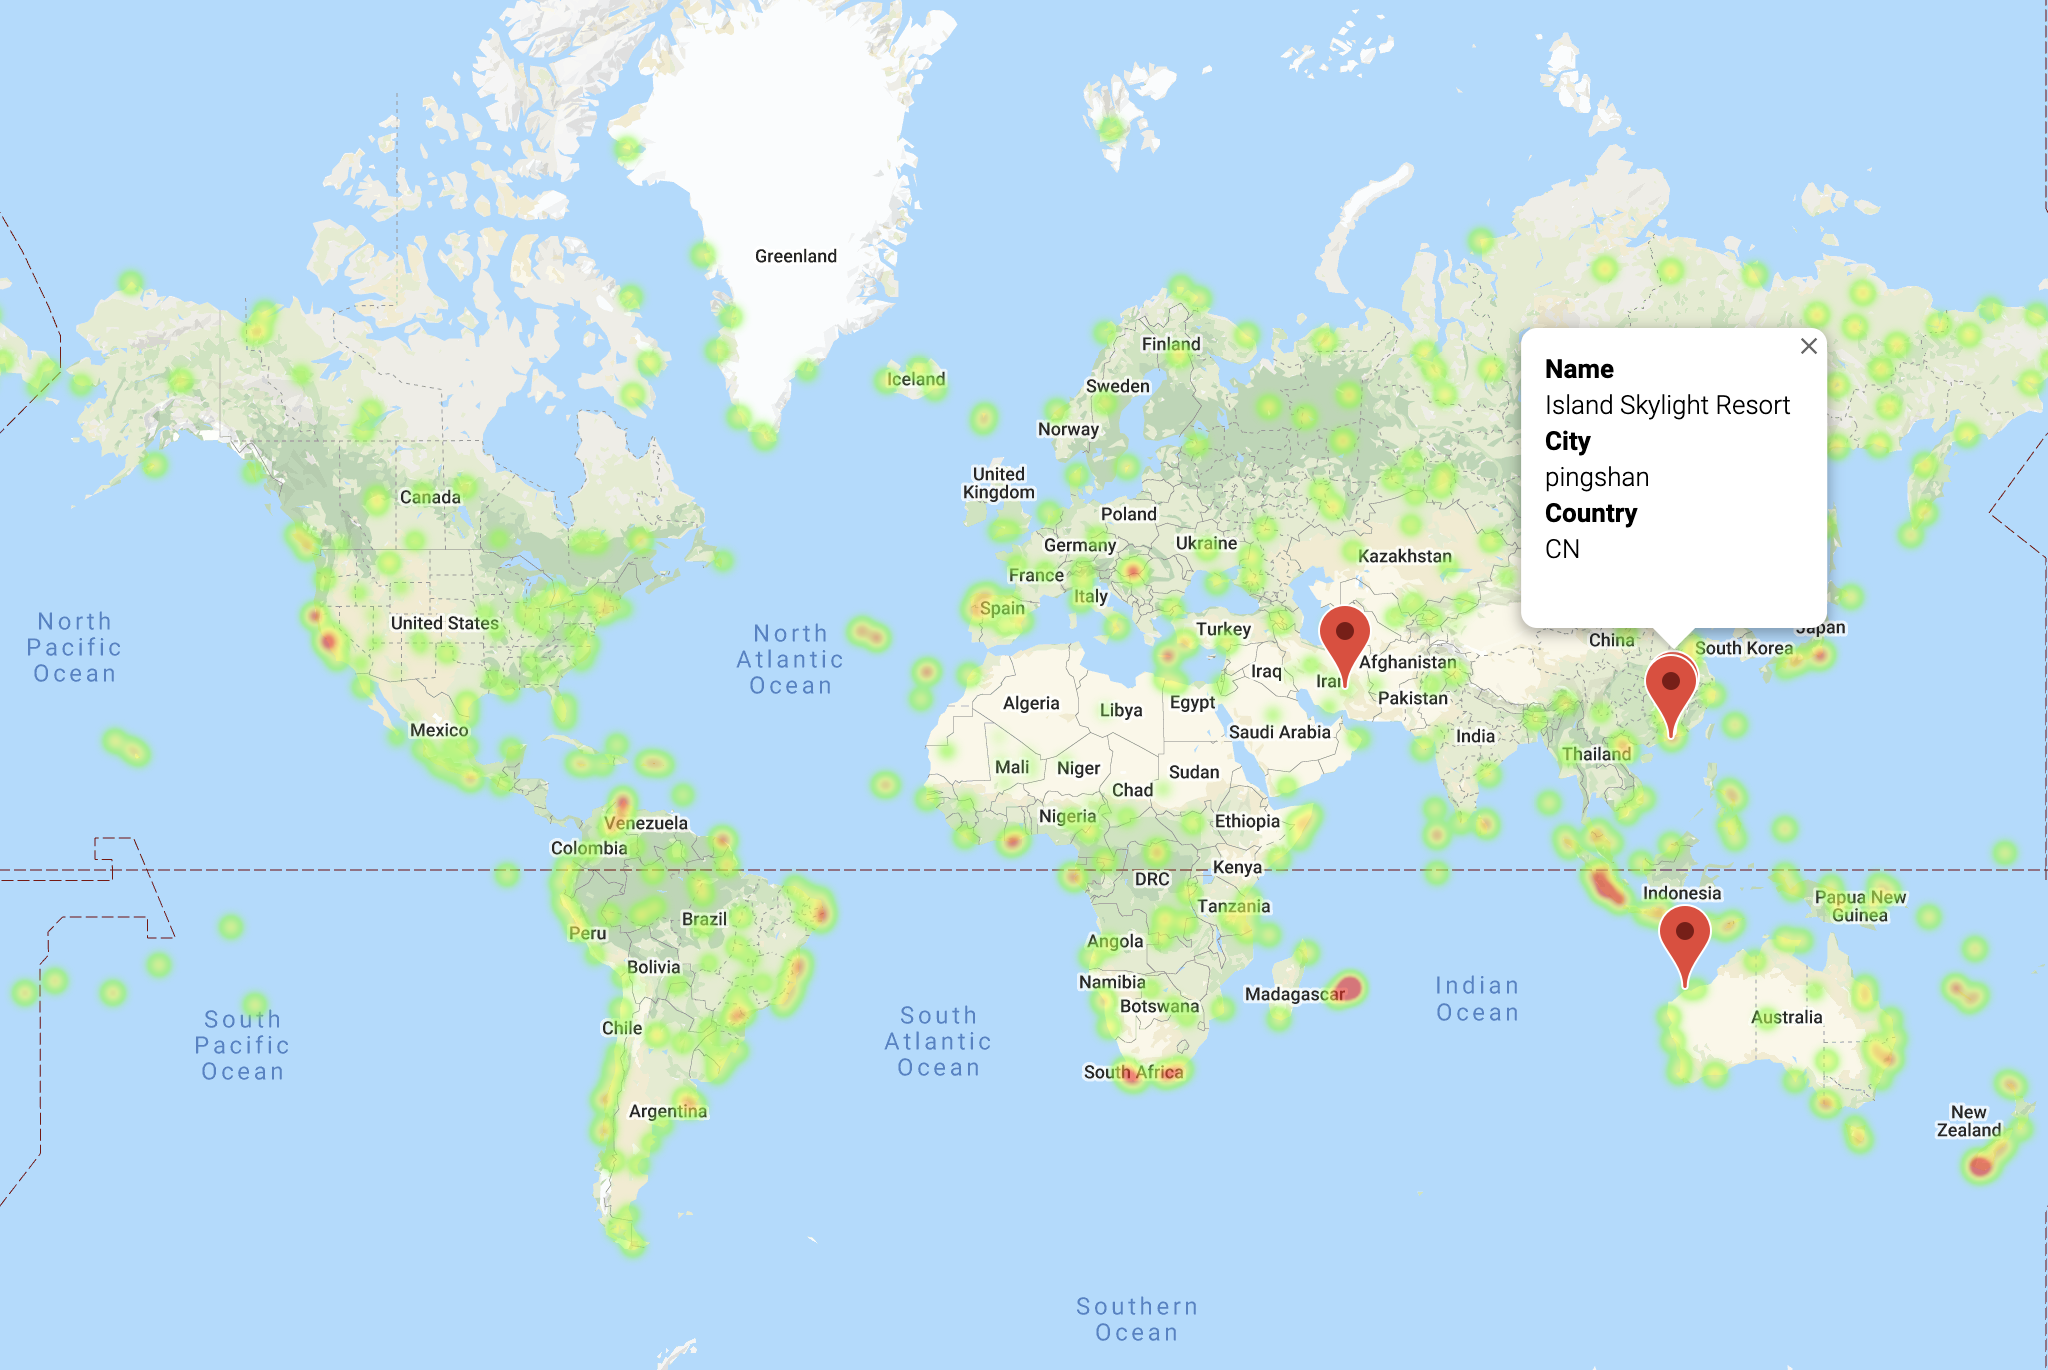 Greenland
Iceland
Finland
Sweden
Norway
United
Kingdom
Poland
Germany
Ukraine
Kazakhstan
France
Italy
Spain
Turkey
Canada
United States
Mexico
North
Pacific
Ocean
North
Atlantic
Ocean
Name
Island Skylight Resort
City
pingshan
Country
CN
Japan
China
South Korea
Afghanistan
Iraq
Iran
Pakistan
Algeria
Libya
Egypt
Saudi Arabia
India
Thailand
Mali
Niger
Sudan
Chad
Nigeria
Ethiopia
Venezuela
Colombia
Kenya
DRC
Indonesia
Papua New
Guinea
Tanzania
Brazil
Peru
Angola
Bolivia
Namibia
Botswana
Madagascar
Indian
Ocean
Australia
Chile
South
Pacific
Ocean
South
Atlantic
Ocean
South Africa
Argentina
New
Zealand
Southern
Ocean